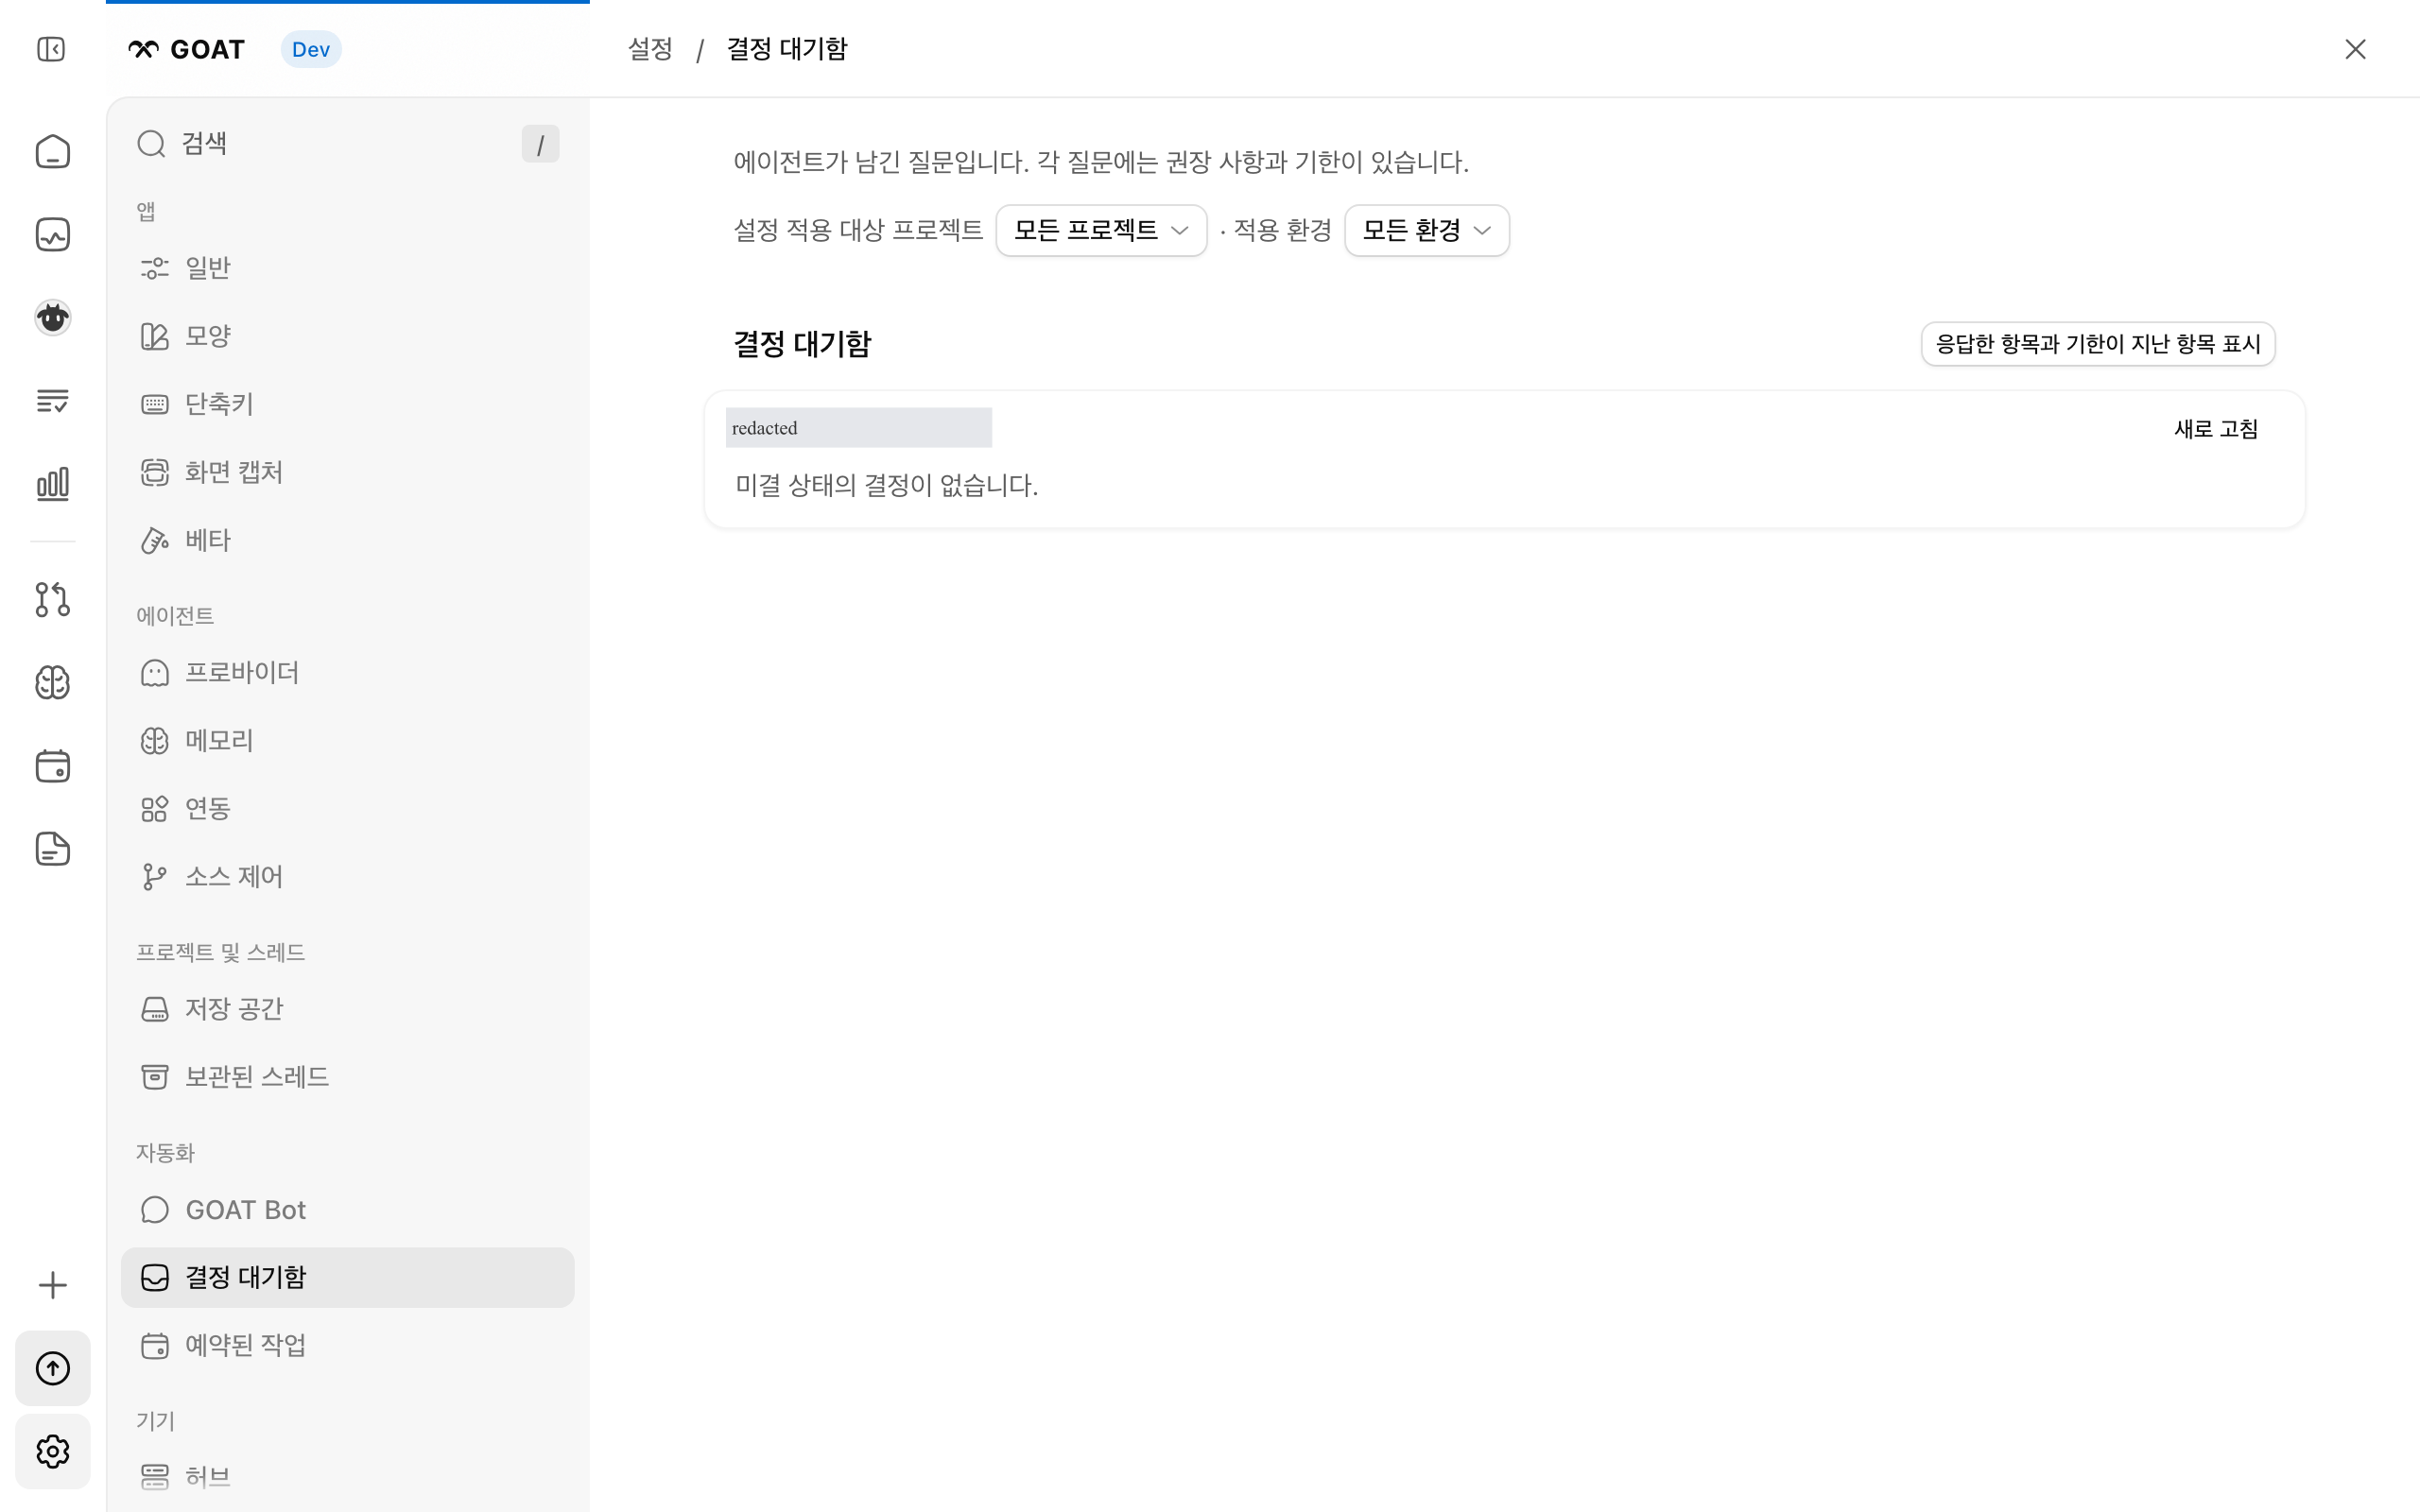 GOAT Dev
설정 / 결정 대기함
검색 /
앱
일반
모양
단축키
화면 캡처
베타
에이전트
프로바이더
메모리
연동
소스 제어
프로젝트 및 스레드
저장 공간
보관된 스레드
자동화
GOAT Bot
결정 대기함
예약된 작업
기기
허브
에이전트가 남긴 질문입니다. 각 질문에는 권장 사항과 기한이 있습니다.
설정 적용 대상 프로젝트 모든 프로젝트 · 적용 환경 모든 환경
결정 대기함
응답한 항목과 기한이 지난 항목 표시
redacted
새로 고침
미결 상태의 결정이 없습니다.